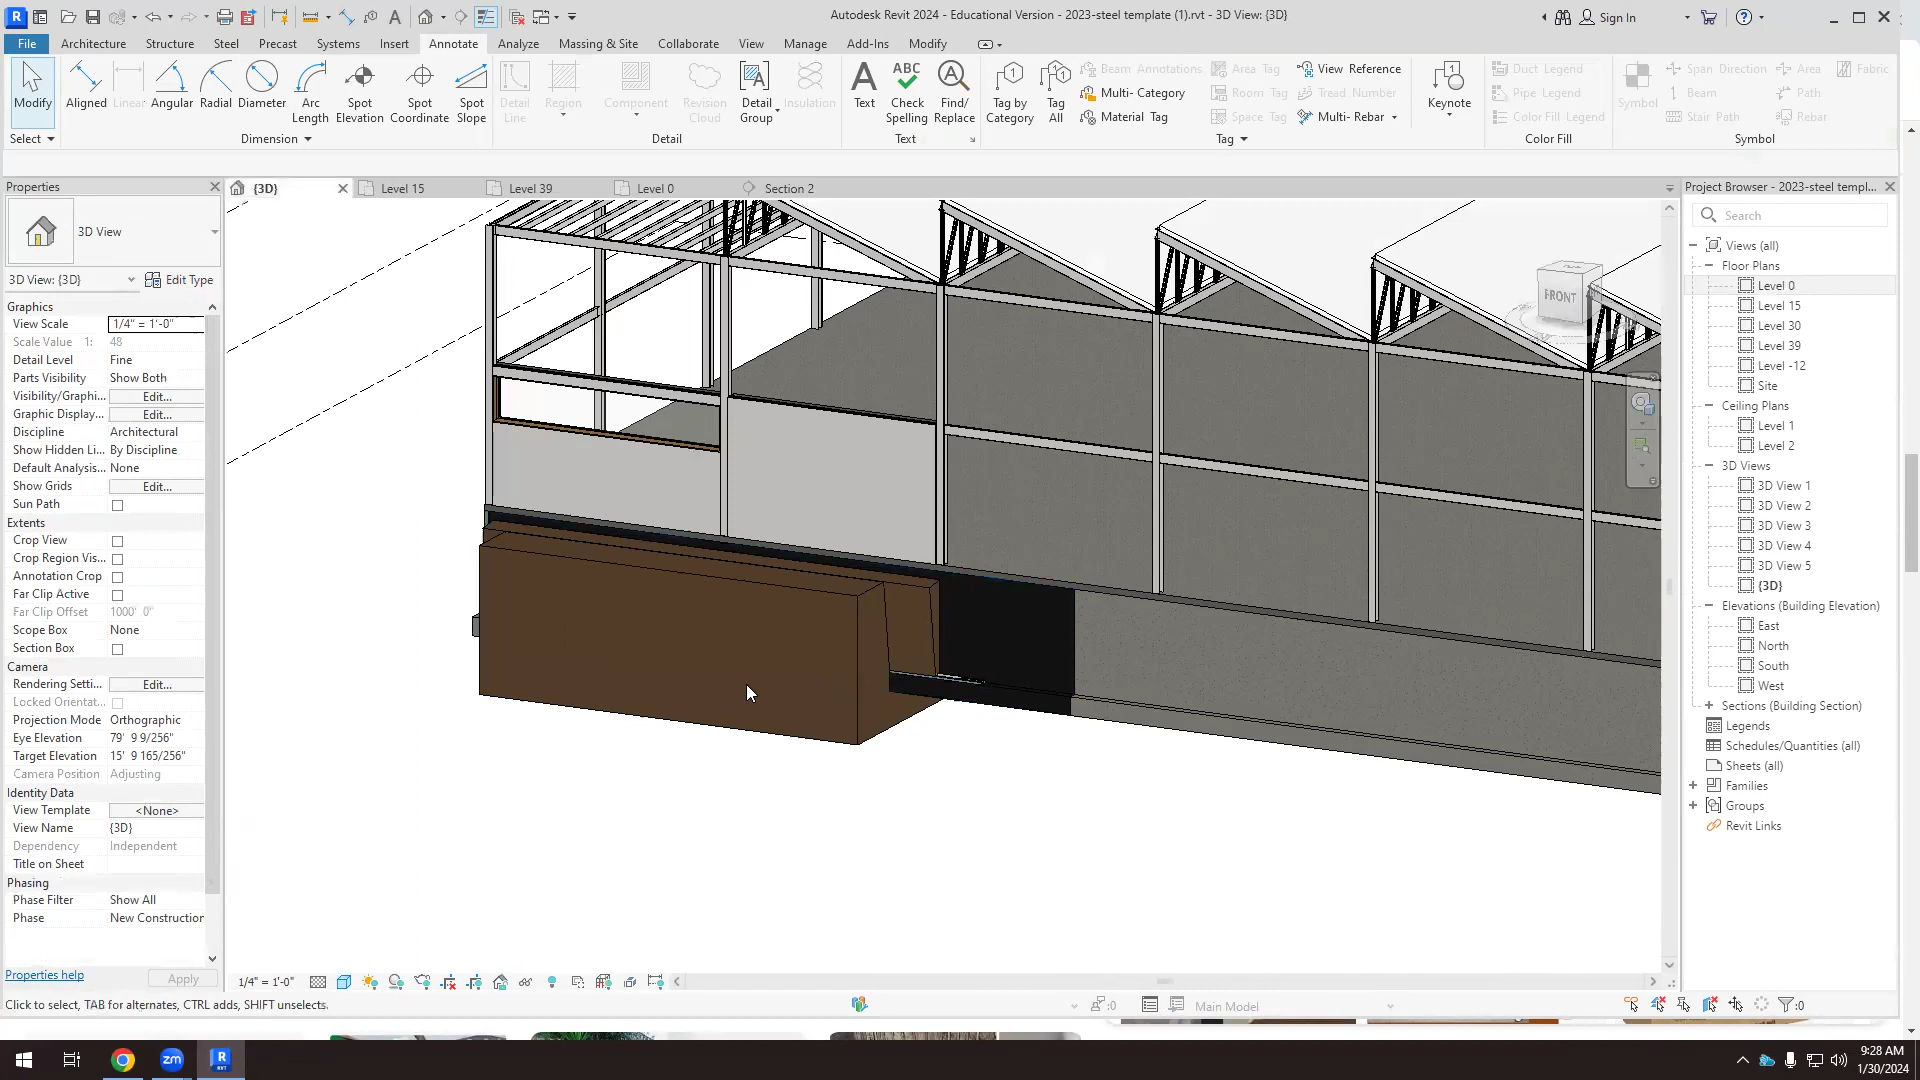 Autodesk Revit 2024 - Educational Version - 2023-steel template (1).rvt - 3D View: {3D}
Sign In
File Architecture Structure Steel Precast Systems Insert Annotate Analyze Massing & Site Collaborate View Manage Add-Ins Modify
Modify
Aligned Linear Angular Radial Diameter
Arc Length
Spot Elevation
Spot Coordinate
Spot Slope
Detail Line
Region
Component
Revision Cloud
Detail Group
Insulation
Text
ABC
Check Spelling
Find/ Replace
Tag by Category
Tag All
Beam Annotations
Multi- Category
Material Tag
Area Tag
Room Tag
Space Tag
View Reference
Tread Number
Multi- Rebar
Keynote
Duct Legend
Pipe Legend
Color Fill Legend
Symbol
Span Direction
Beam
Stair Path
Area
Path
Rebar
Fabric
Select
Dimension
Detail
Text
Tag
Color Fill
Symbol
Properties
{3D} Level 15 Level 39 Level 0 Section 2
Project Browser - 2023-steel templ...
3D View
3D View: {3D} Edit Type
Graphics
View Scale 1/4" = 1'-0"
Scale Value 1: 48
Detail Level Fine
Parts Visibility Show Both
Visibility/Graphi... Edit...
Graphic Display... Edit...
Discipline Architectural
Show Hidden Li... By Discipline
Default Analysis... None
Show Grids Edit...
Sun Path
Extents
Crop View
Crop Region Vis...
Annotation Crop
Far Clip Active
Far Clip Offset 1000' 0"
Scope Box None
Section Box
Camera
Rendering Setti... Edit...
Locked Orientat...
Projection Mode Orthographic
Eye Elevation 79' 9 9/256"
Target Elevation 15' 9 165/256"
Camera Position Adjusting
Identity Data
View Template <None>
View Name {3D}
Dependency Independent
Title on Sheet
Phasing
Phase Filter Show All
Phase New Construction
Properties help
Apply
FRONT
Search
Views (all)
Floor Plans
Level 0
Level 15
Level 30
Level 39
Level -12
Site
Ceiling Plans
Level 1
Level 2
3D Views
3D View 1
3D View 2
3D View 3
3D View 4
3D View 5
{3D}
Elevations (Building Elevation)
East
North
South
West
Sections (Building Section)
Legends
Schedules/Quantities (all)
Sheets (all)
Families
Groups
Revit Links
1/4" = 1'-0"
Click to select, TAB for alternates, CTRL adds, SHIFT unselects.
:0
Main Model
:0
zm
R
RVT
9:28 AM
1/30/2024